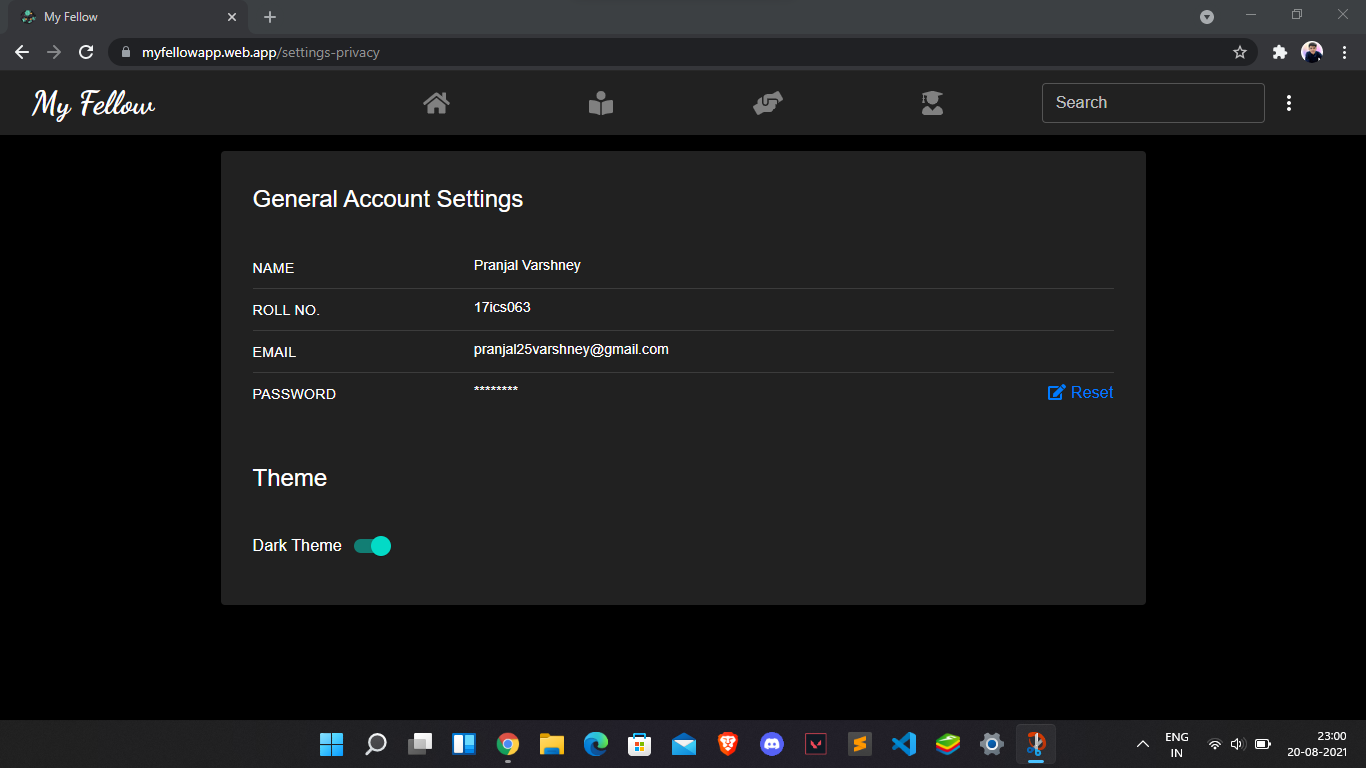 My Fellow
myfellowapp.web.app/settings-privacy
My Fellow
Search
General Account Settings
NAME Pranjal Varshney
ROLL NO. 17ics063
EMAIL pranjal25varshney@gmail.com
PASSWORD ******** Reset
Theme
Dark Theme
ENG 23:00
IN 20-08-2021